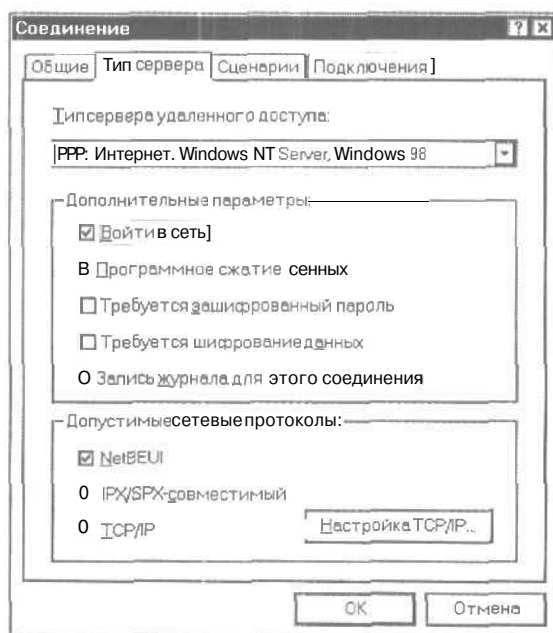 Соединение
Общие Тип сервера Сценарии Подключения]
Типсервера удаленного доступа:
PPP: Интернет. Windows NT Server, Windows 98
Дополнительные параметры:
Войти в сеть]
В Программное сжатие сенных
Требуется зашифрованный пароль
Требуется шифрование данных
О Запись журнала для этого соединения
Допустимые сетевые протоколы:
NetBEUI
0 IPX/SPX-совместимый
0 TCP/IP
Настройка TCP/IP...
OK Отмена